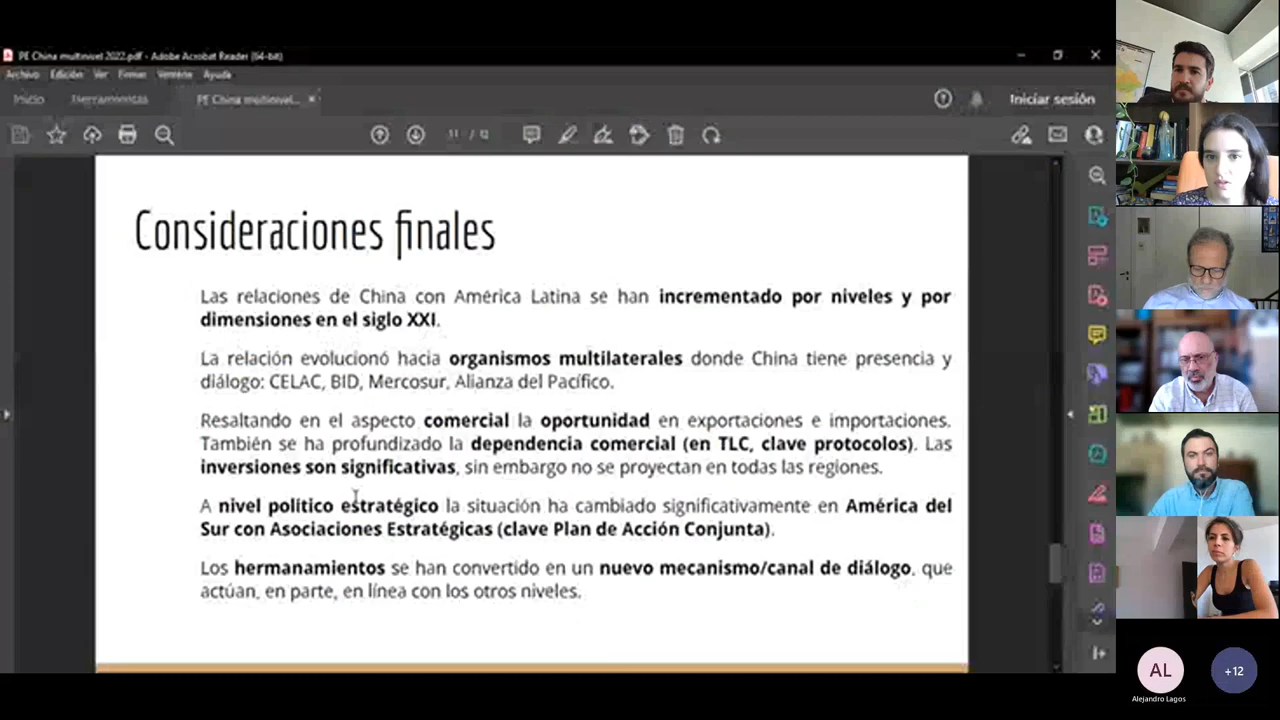 PE China multinivel 2022.pdf - Adobe Acrobat Reader (64-bit)
Archivo Edición Ver Firmar Ventana Ayuda
Inicio Herramientas PE China multinivel... × Iniciar sesión
11 / 12
Consideraciones finales
Las relaciones de China con América Latina se han incrementado por niveles y por
dimensiones en el siglo XXI.
La relación evolucionó hacia organismos multilaterales donde China tiene presencia y
diálogo: CELAC, BID, Mercosur, Alianza del Pacífico.
Resaltando en el aspecto comercial la oportunidad en exportaciones e importaciones.
También se ha profundizado la dependencia comercial (en TLC, clave protocolos). Las
inversiones son significativas, sin embargo no se proyectan en todas las regiones.
A nivel político estratégico la situación ha cambiado significativamente en América del
Sur con Asociaciones Estratégicas (clave Plan de Acción Conjunta).
Los hermanamientos se han convertido en un nuevo mecanismo/canal de diálogo, que
actúan, en parte, en línea con los otros niveles.
AL
Alejandro Lagos
+12